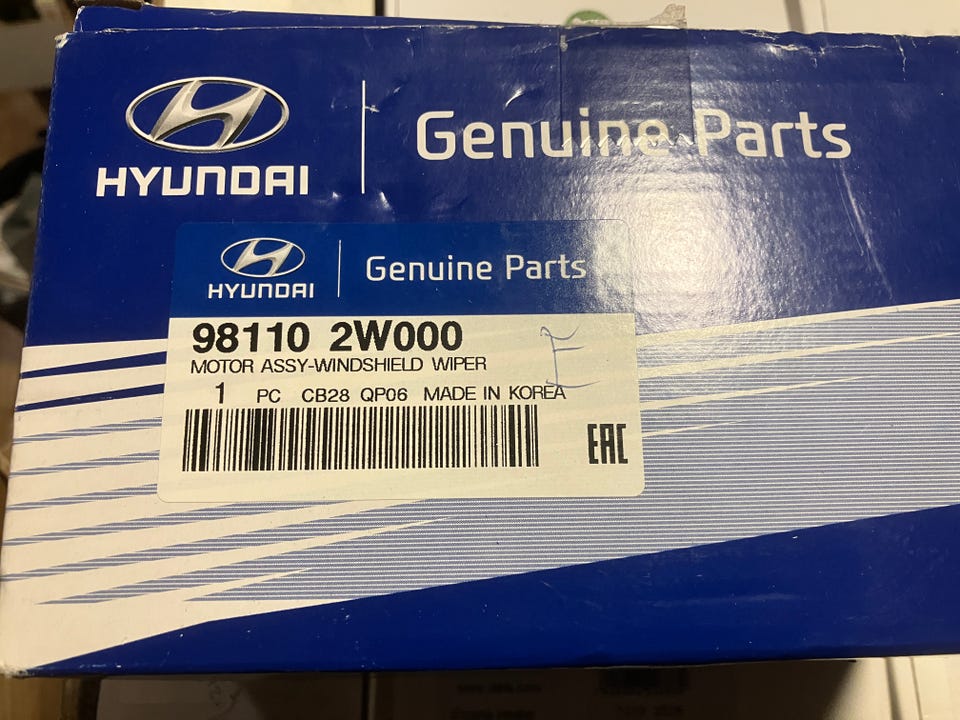 HYUNDAI
Genuine Parts
HYUNDAI
Genuine Parts
98110 2W000
MOTOR ASSY-WINDSHIELD WIPER
1 PC CB28 QP06 MADE IN KOREA
EAC